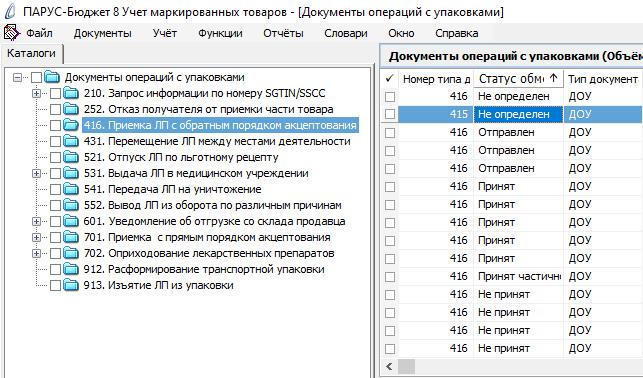 ПАРУС-Бюджет 8 Учет маркированных товаров - [Документы операций с упаковками]
Файл Документы Учёт Функции Отчёты Словари Окно Справка
Каталоги
Документы операций с упаковками
210. Запрос информации по номеру SGTIN/SSCC
252. Отказ получателя от приемки части товара
416. Приемка ЛП с обратным порядком акцептования
431. Перемещение ЛП между местами деятельности
521. Отпуск ЛП по льготному рецепту
531. Выдача ЛП в медицинском учреждении
541. Передача ЛП на уничтожение
552. Вывод ЛП из оборота по различным причинам
601. Уведомление об отгрузке со склада продавца
701. Приемка с прямым порядком акцептования
702. Оприходование лекарственных препаратов
912. Расформирование транспортной упаковки
913. Изъятие ЛП из упаковки
Документы операций с упаковками (Объём
Номер типа д Статус обме Тип документ
416 Не определен ДОУ
415 Не определен ДОУ
416 Отправлен ДОУ
416 Отправлен ДОУ
416 Отправлен ДОУ
416 Принят ДОУ
416 Принят ДОУ
416 Принят ДОУ
416 Принят ДОУ
416 Принят ДОУ
416 Принят частично ДОУ
416 Не принят ДОУ
416 Не принят ДОУ
416 Не принят ДОУ
416 Не принят ДОУ